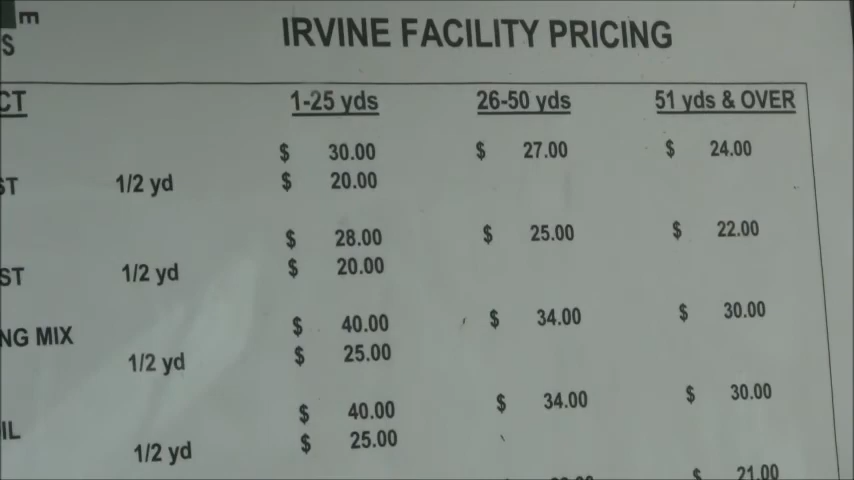 E
S
IRVINE FACILITY PRICING
CT 1-25 yds 26-50 yds 51 yds & OVER
$ 30.00 $ 27.00 $ 24.00
ST 1/2 yd $ 20.00
$ 28.00 $ 25.00 $ 22.00
ST 1/2 yd $ 20.00
NG MIX $ 40.00 $ 34.00 $ 30.00
1/2 yd $ 25.00
IL $ 40.00 $ 34.00 $ 30.00
1/2 yd $ 25.00
$ 21.00